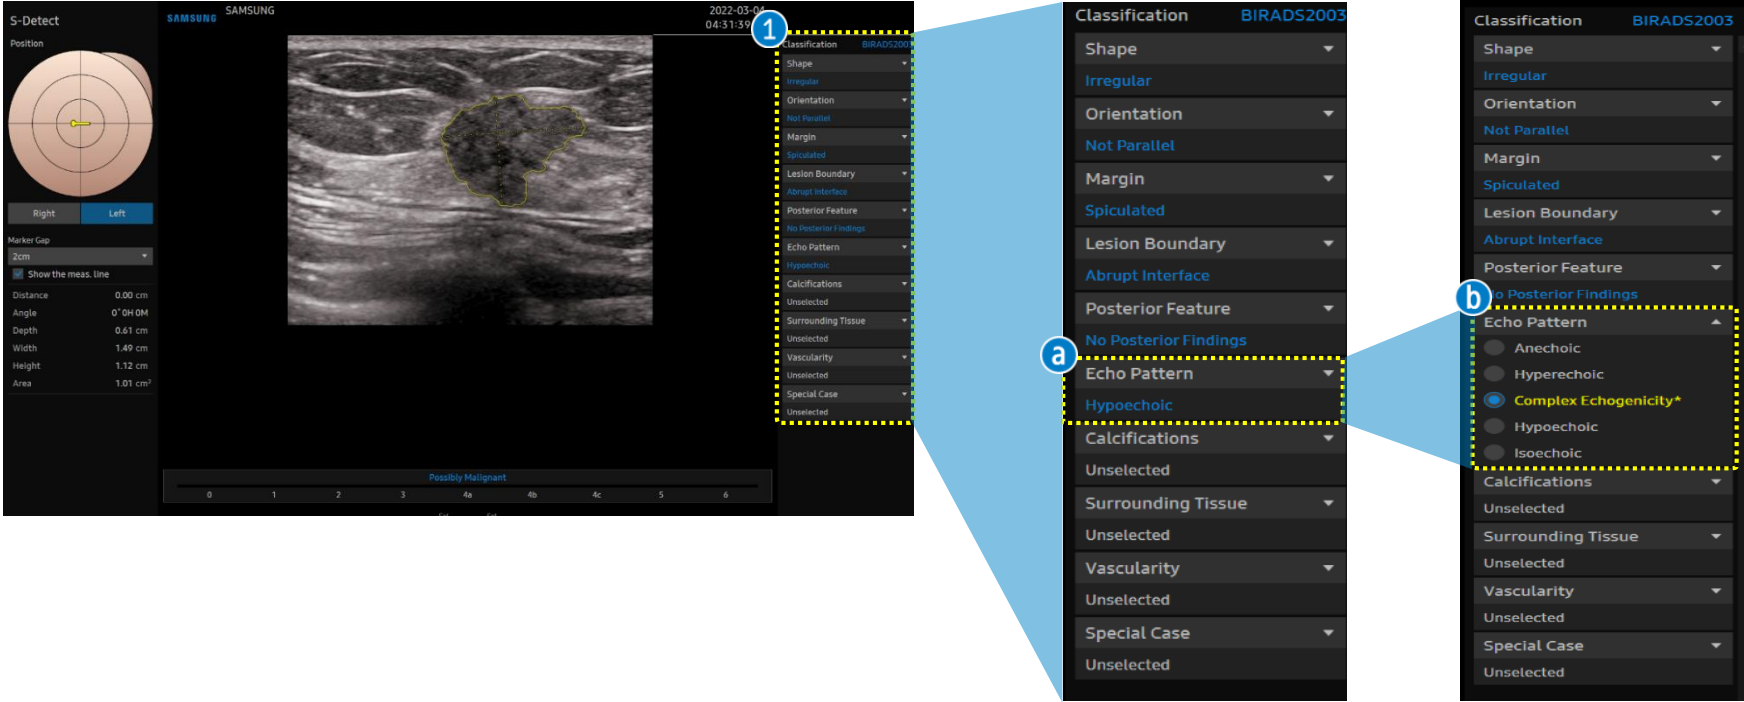 S-Detect
Position
Right Left
Marker Gap
2cm
Show the meas. line
Distance 0.00 cm
Angle 0°0H0M
Depth 0.61 cm
Width 1.49 cm
Height 1.12 cm
Area 1.01 cm²
SAMSUNG
SAMSUNG
2022-03-04
04:31:39
1
Classification BIRADS2003
Shape
Irregular
Orientation
Not Parallel
Margin
Spiculated
Lesion Boundary
Abrupt Interface
Posterior Feature
No Posterior Findings
Echo Pattern
Hypoechoic
Calcifications
Unselected
Surrounding Tissue
Unselected
Vascularity
Unselected
Special Case
Unselected
Possibly Malignant
0 1 2 3 4a 4b 4c 5 6
Classification BIRADS2003
Shape
Irregular
Orientation
Not Parallel
Margin
Spiculated
Lesion Boundary
Abrupt Interface
Posterior Feature
No Posterior Findings
a
Echo Pattern
Hypoechoic
Calcifications
Unselected
Surrounding Tissue
Unselected
Vascularity
Unselected
Special Case
Unselected
Classification BIRADS2003
Shape
Irregular
Orientation
Not Parallel
Margin
Spiculated
Lesion Boundary
Abrupt Interface
Posterior Feature
No Posterior Findings
b
Echo Pattern
Anechoic
Hyperechoic
Complex Echogenicity*
Hypoechoic
Isoechoic
Calcifications
Unselected
Surrounding Tissue
Unselected
Vascularity
Unselected
Special Case
Unselected